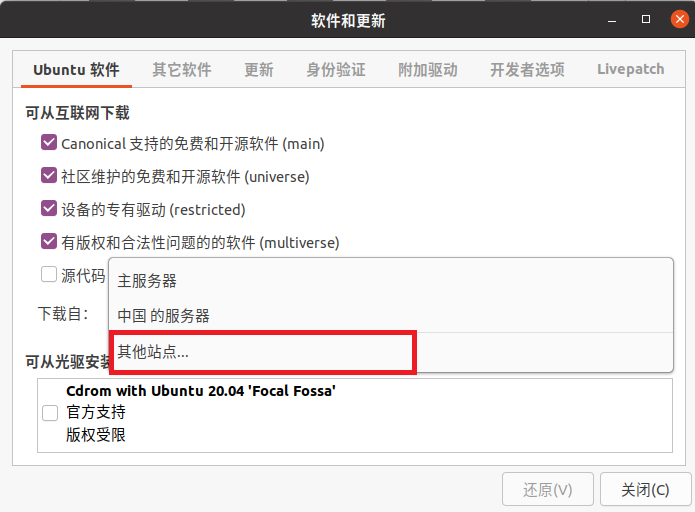 软件和更新
Ubuntu 软件 其它软件 更新 身份验证 附加驱动 开发者选项 Livepatch
可从互联网下载
Canonical 支持的免费和开源软件 (main)
社区维护的免费和开源软件 (universe)
设备的专有驱动 (restricted)
有版权和合法性问题的的软件 (multiverse)
源代码
主服务器
下载自：
中国 的服务器
其他站点...
可从光驱安装
Cdrom with Ubuntu 20.04 'Focal Fossa'
官方支持
版权受限
还原(V) 关闭(C)